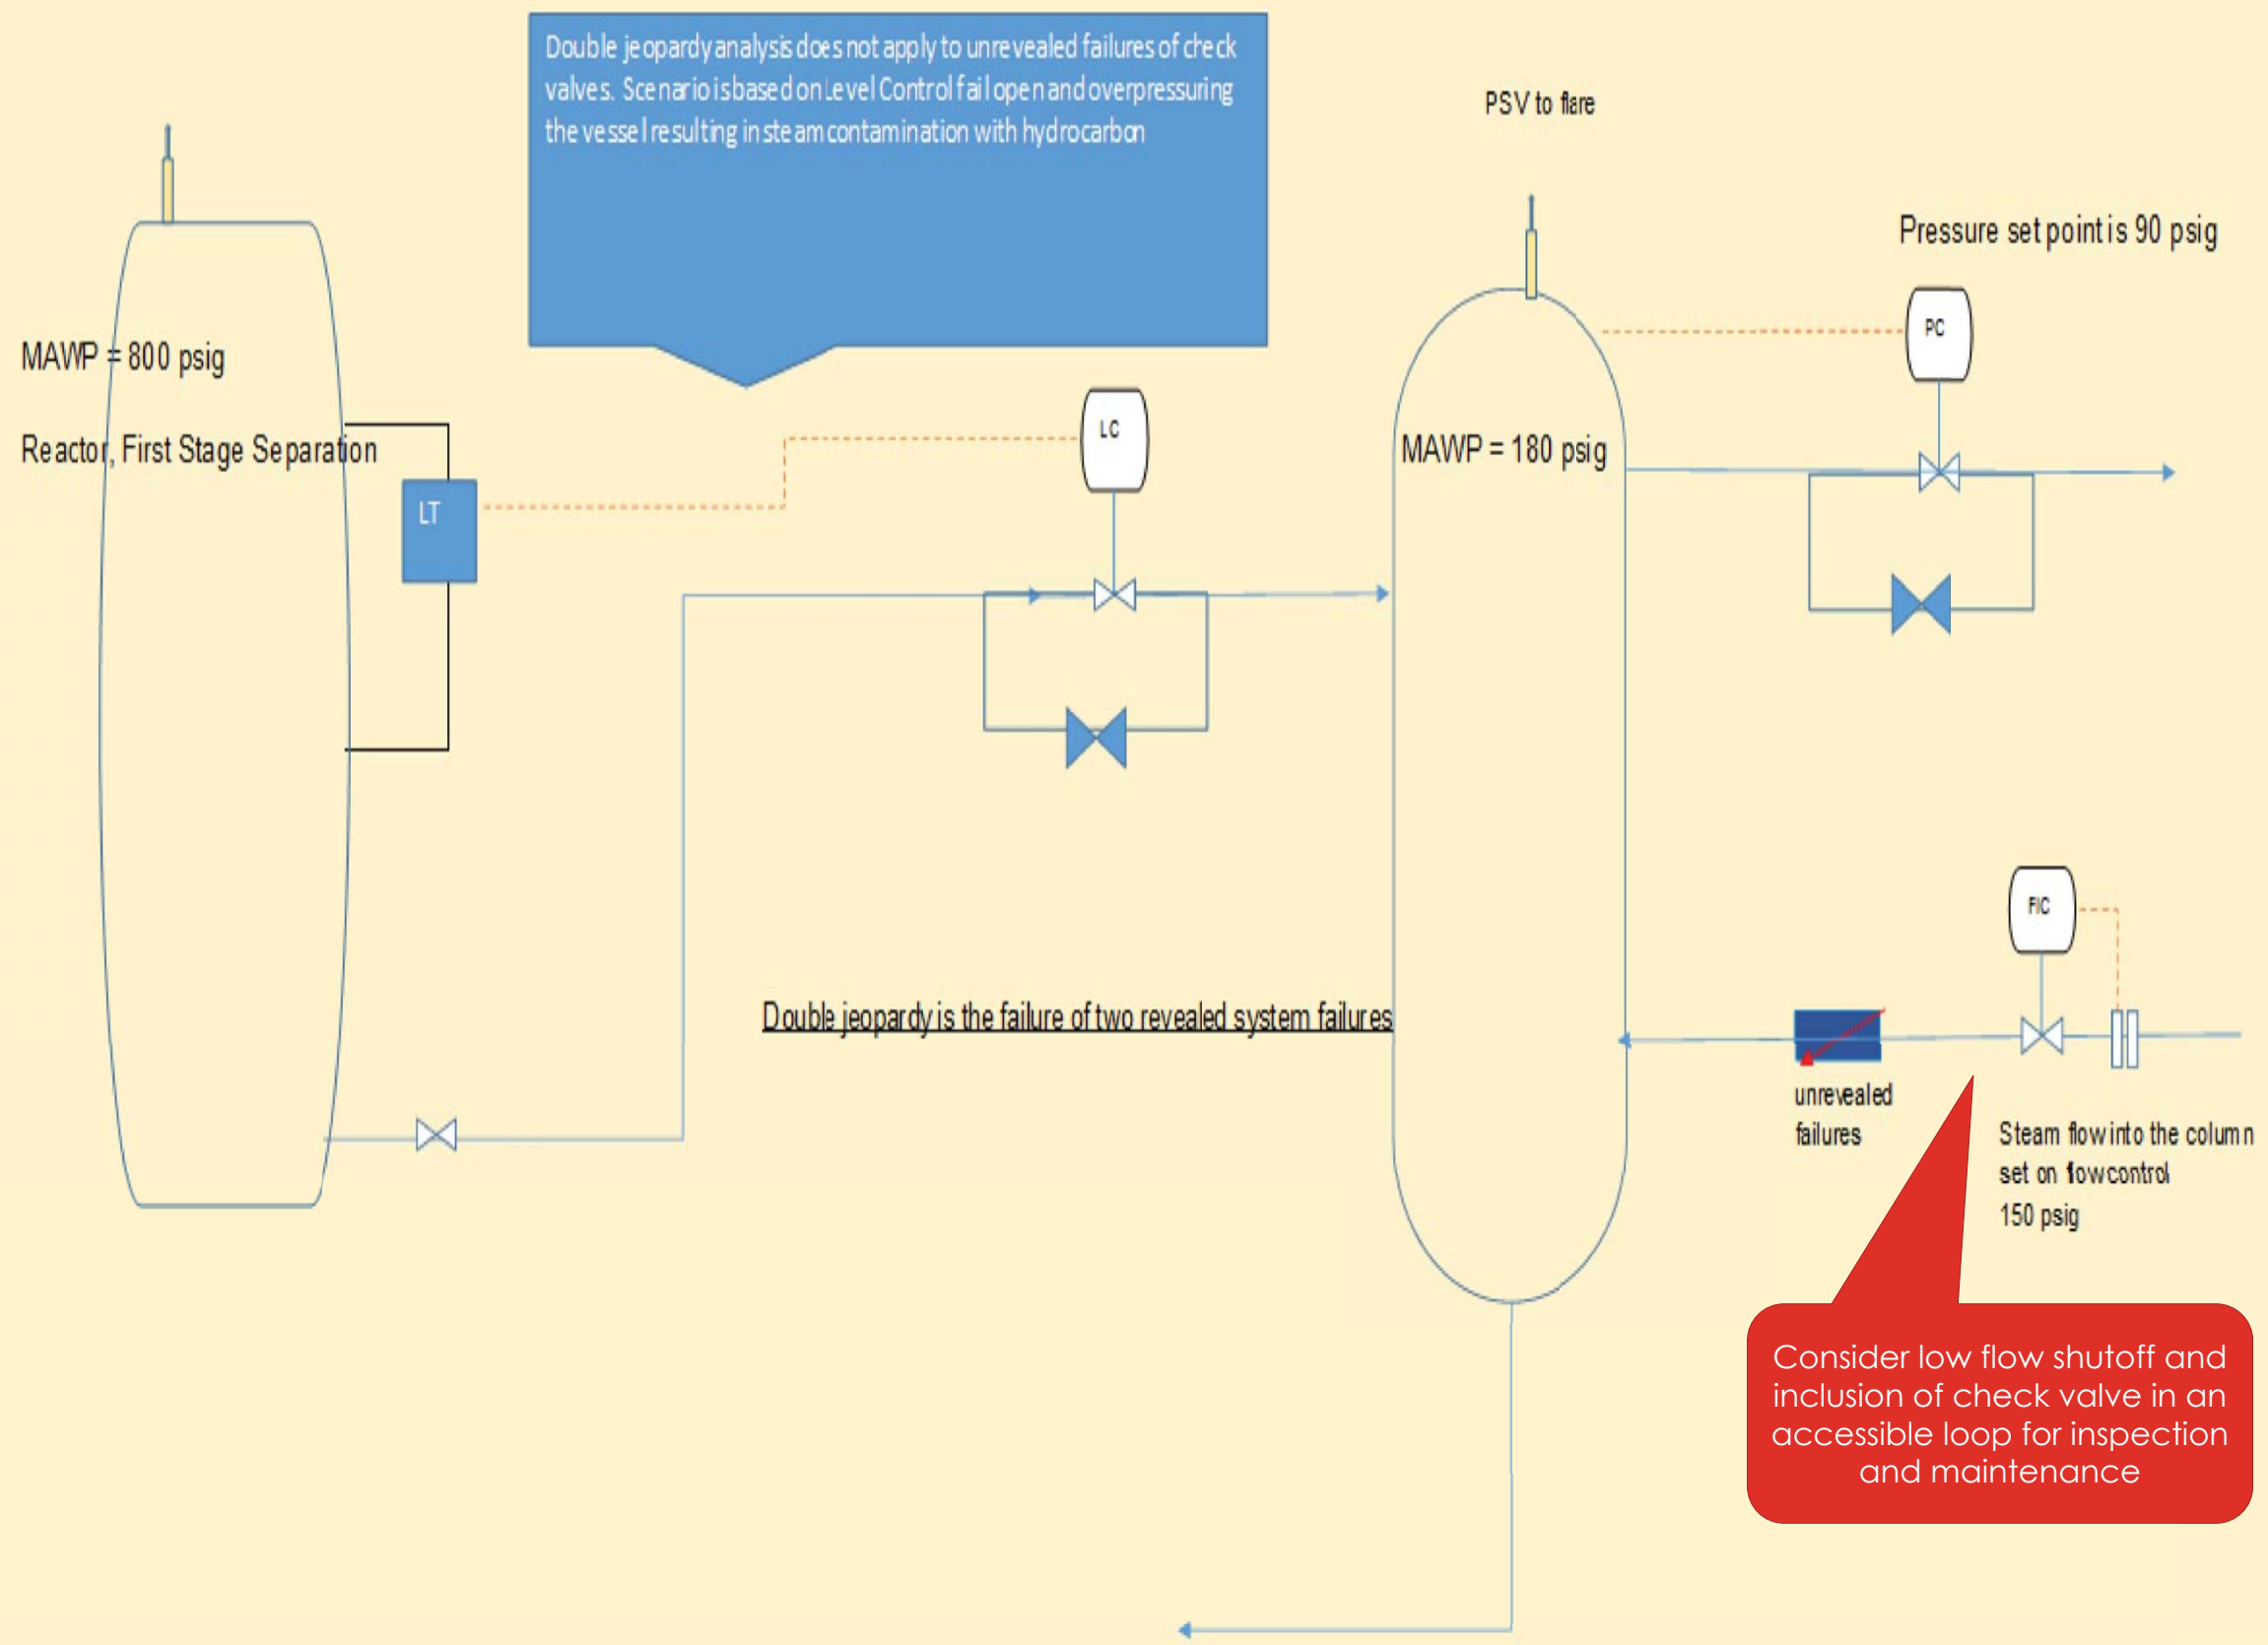 Double jeopardy analysis does not apply to unrevealed failures of check
valves. Scenario is based on Level Control fail open and overpressuring
the vessel resulting in steam contamination with hydrocarbon
PSV to flare
Pressure set point is 90 psig
PC
MAWP = 800 psig
LC
Reactor, First Stage Separation
MAWP = 180 psig
LT
FIC
Double jeopardy is the failure of two revealed system failures
unrevealed
failures
Steam flow into the column
set on flow control
150 psig
Consider low flow shutoff and
inclusion of check valve in an
accessible loop for inspection
and maintenance